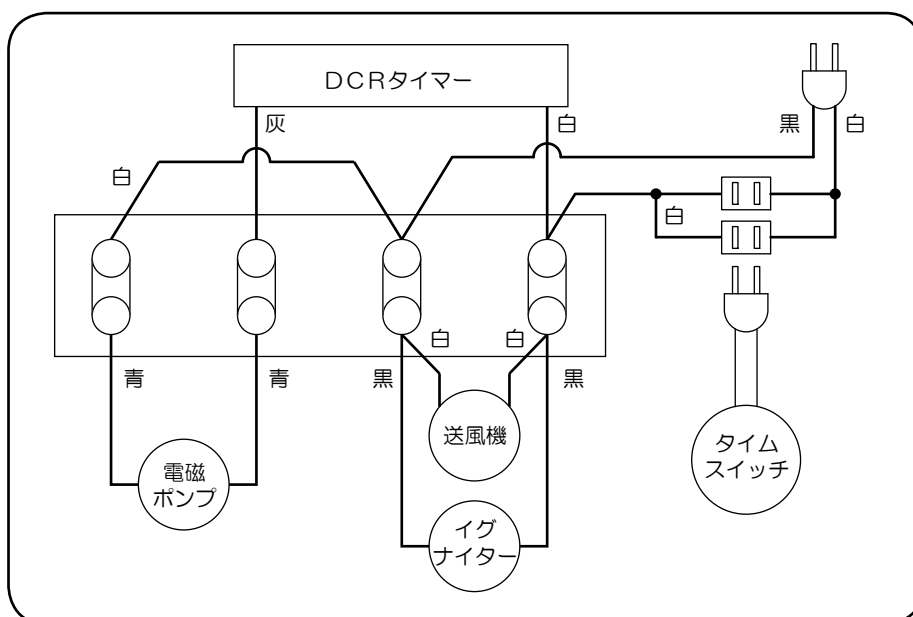 DCRタイマー
灰
白
黒
白
白
白
白
白
青
青
黒
黒
送風機
電磁
ポンプ
タイム
スイッチ
イグ
ナイター